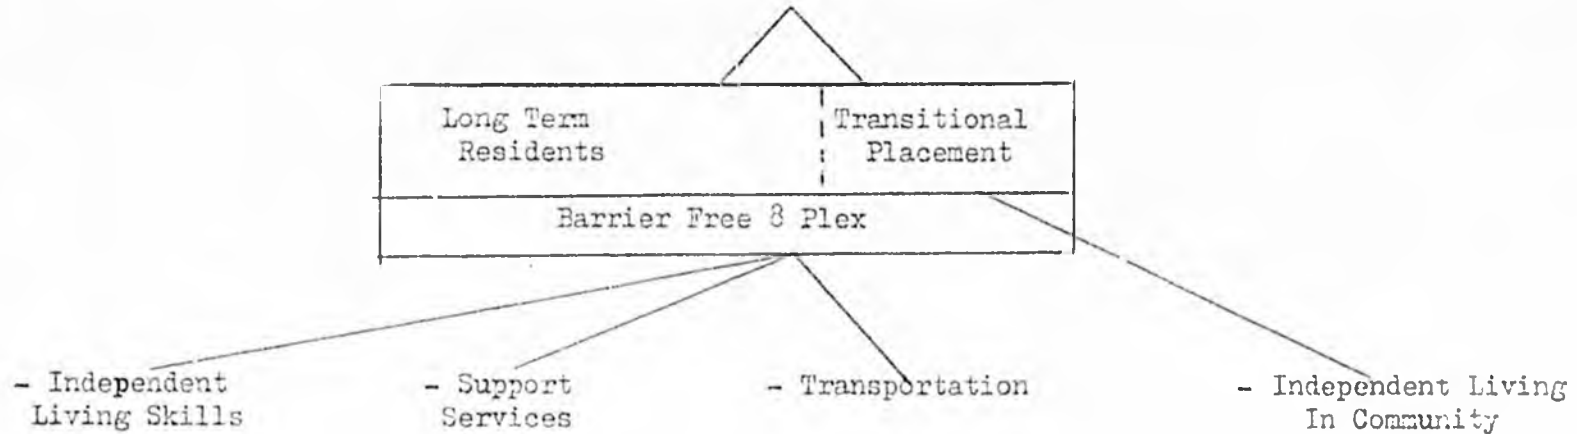 Long Term
Residents
Transitional
Placement
Barrier Free 8 Plex
- Independent
Living Skills
- Support
Services
- Transportation
- Independent Living
In Community